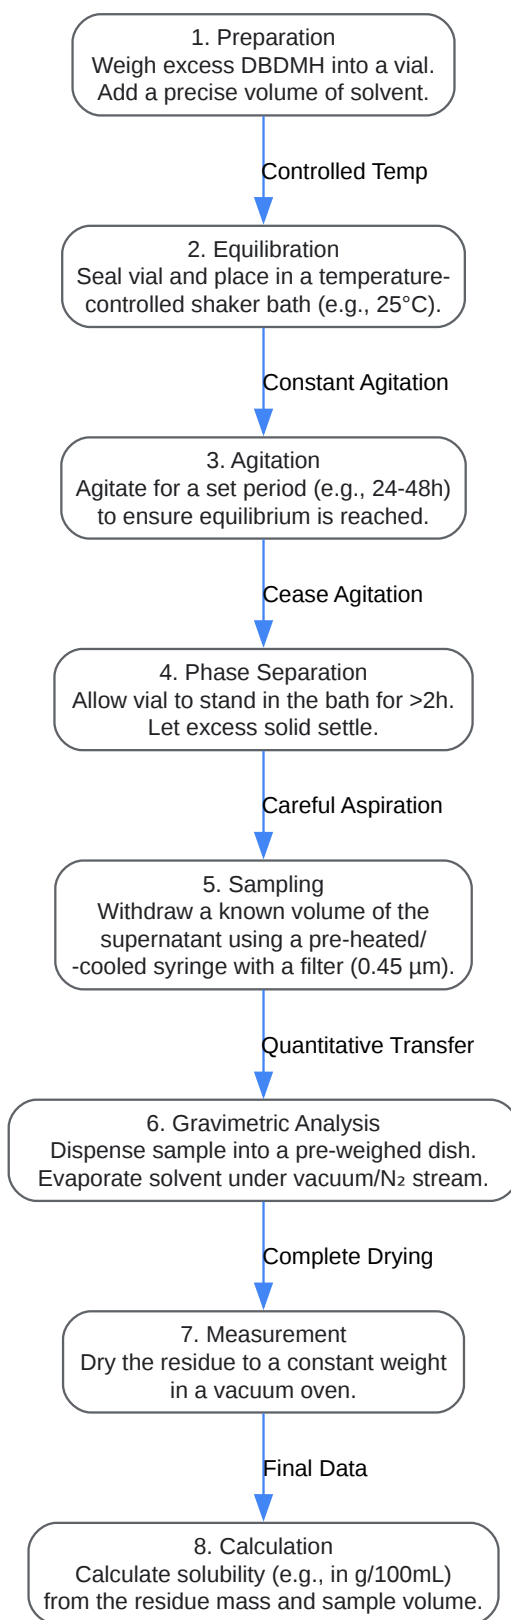 1. Preparation
Weigh excess DBDMH into a vial.
Add a precise volume of solvent.
Controlled Temp
2. Equilibration
Seal vial and place in a temperature-
controlled shaker bath (e.g., 25°C).
Constant Agitation
3. Agitation
Agitate for a set period (e.g., 24-48h)
to ensure equilibrium is reached.
Cease Agitation
4. Phase Separation
Allow vial to stand in the bath for >2h.
Let excess solid settle.
Careful Aspiration
5. Sampling
Withdraw a known volume of the
supernatant using a pre-heated/
-cooled syringe with a filter (0.45 µm).
Quantitative Transfer
6. Gravimetric Analysis
Dispense sample into a pre-weighed dish.
Evaporate solvent under vacuum/N₂ stream.
Complete Drying
7. Measurement
Dry the residue to a constant weight
in a vacuum oven.
Final Data
8. Calculation
Calculate solubility (e.g., in g/100mL)
from the residue mass and sample volume.